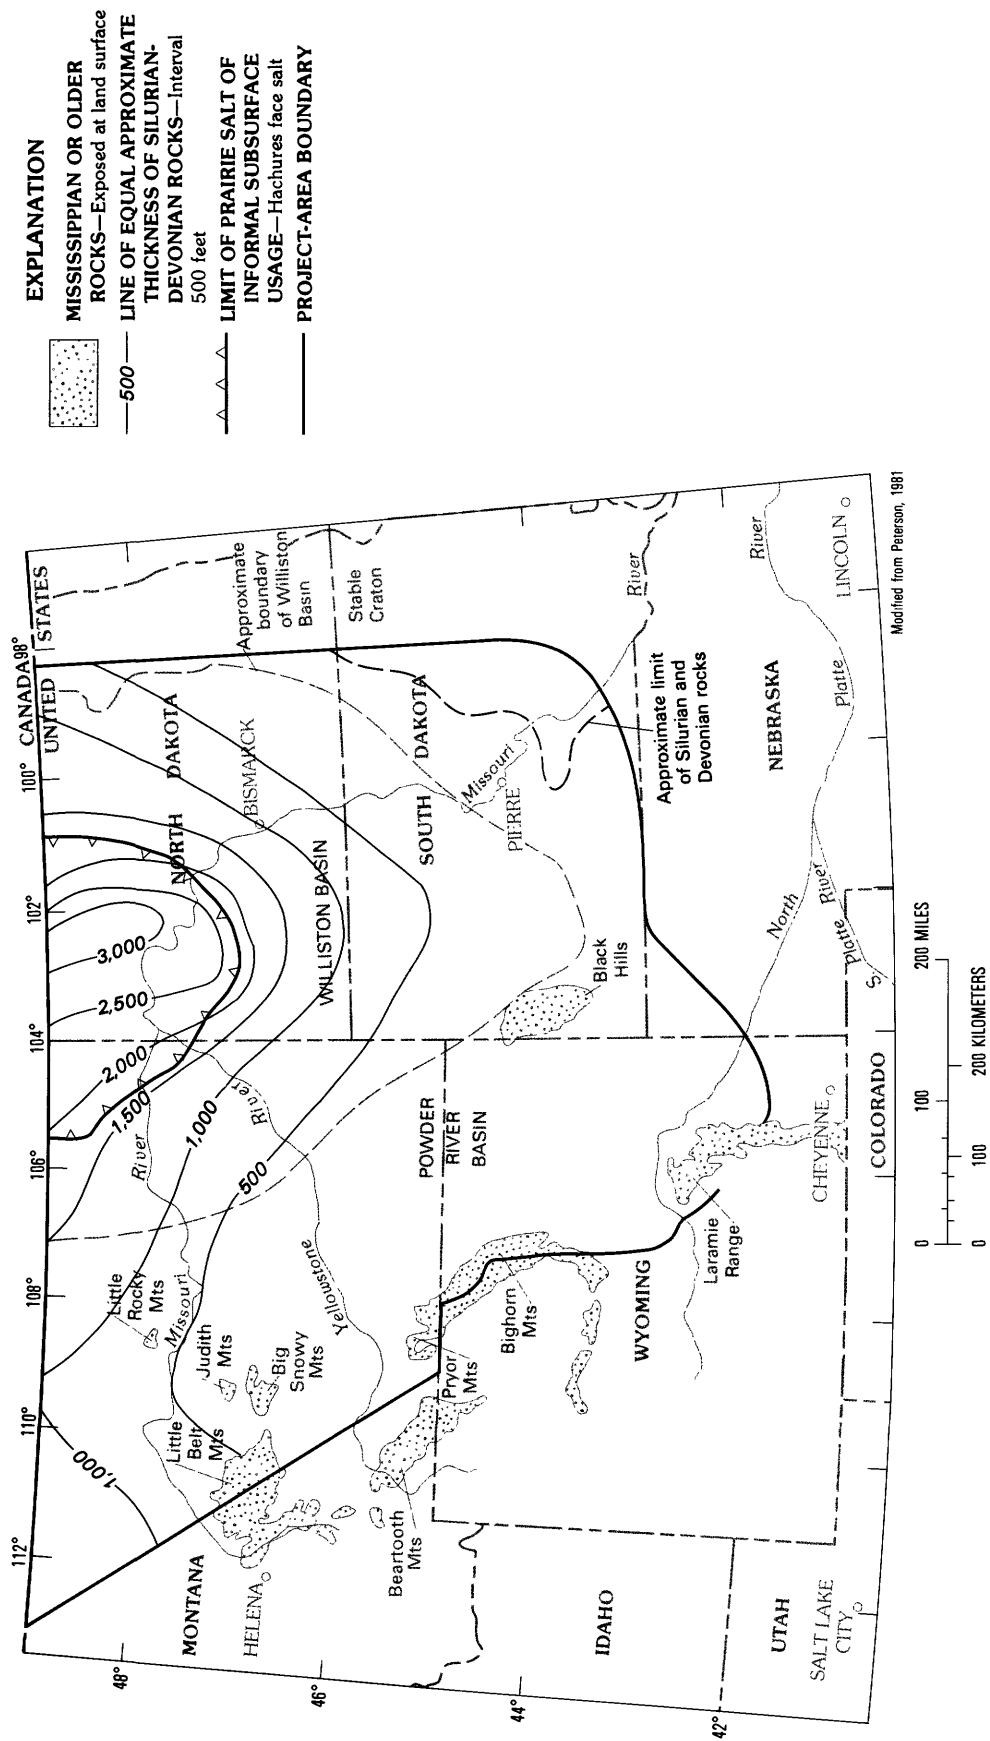 EXPLANATION
MISSISSIPPIAN OR OLDER
ROCKS—Exposed at land surface
500
LINE OF EQUAL APPROXIMATE
THICKNESS OF SILURIAN-
DEVONIAN ROCKS—Interval
500 feet
LIMIT OF PRAIRIE SALT OF
INFORMAL SUBSURFACE
USAGE—Hachures face salt
PROJECT-AREA BOUNDARY
112°
110°
108°
106°
104°
102°
100°
98°
CANADA
UNITED STATES
48°
46°
44°
42°
1,000
Little
Rocky
Mts
Missouri
River
2,000
1,500
2,500
3,000
1,000
500
River
Yellowstone
Judith
Mts
Big
Snowy
Mts
Little
Belt
Mts
MONTANA
HELENA
Beartooth
Mts
Pryor
Mts
Bighorn
Mts
POWDER
RIVER
BASIN
NORTH DAKOTA
BISMARCK
WILLISTON BASIN
Approximate
boundary
of Williston
Basin
Stable
Craton
SOUTH DAKOTA
Missouri
River
PIERRE
Black
Hills
Approximate limit
of Silurian and
Devonian rocks
WYOMING
Laramie
Range
CHEYENNE
IDAHO
UTAH
SALT LAKE
CITY
COLORADO
NEBRASKA
North
Platte
River
S. Platte River
LINCOLN
Modified from Peterson, 1981
0 100 200 MILES
0 100 200 KILOMETERS